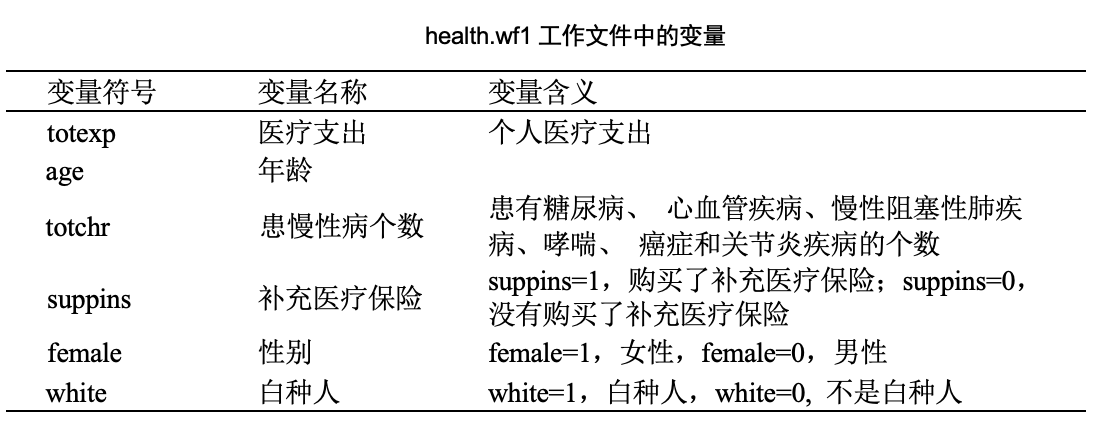 health.wf1 工作文件中的变量
变量符号 变量名称 变量含义
totexp 医疗支出 个人医疗支出
age 年龄
totchr 患慢性病个数 患有糖尿病、 心血管疾病、慢性阻塞性肺疾
病、哮喘、 癌症和关节炎疾病的个数
suppins 补充医疗保险 suppins=1，购买了补充医疗保险；suppins=0，
没有购买了补充医疗保险
female 性别 female=1，女性，female=0，男性
white 白种人 white=1，白种人，white=0, 不是白种人